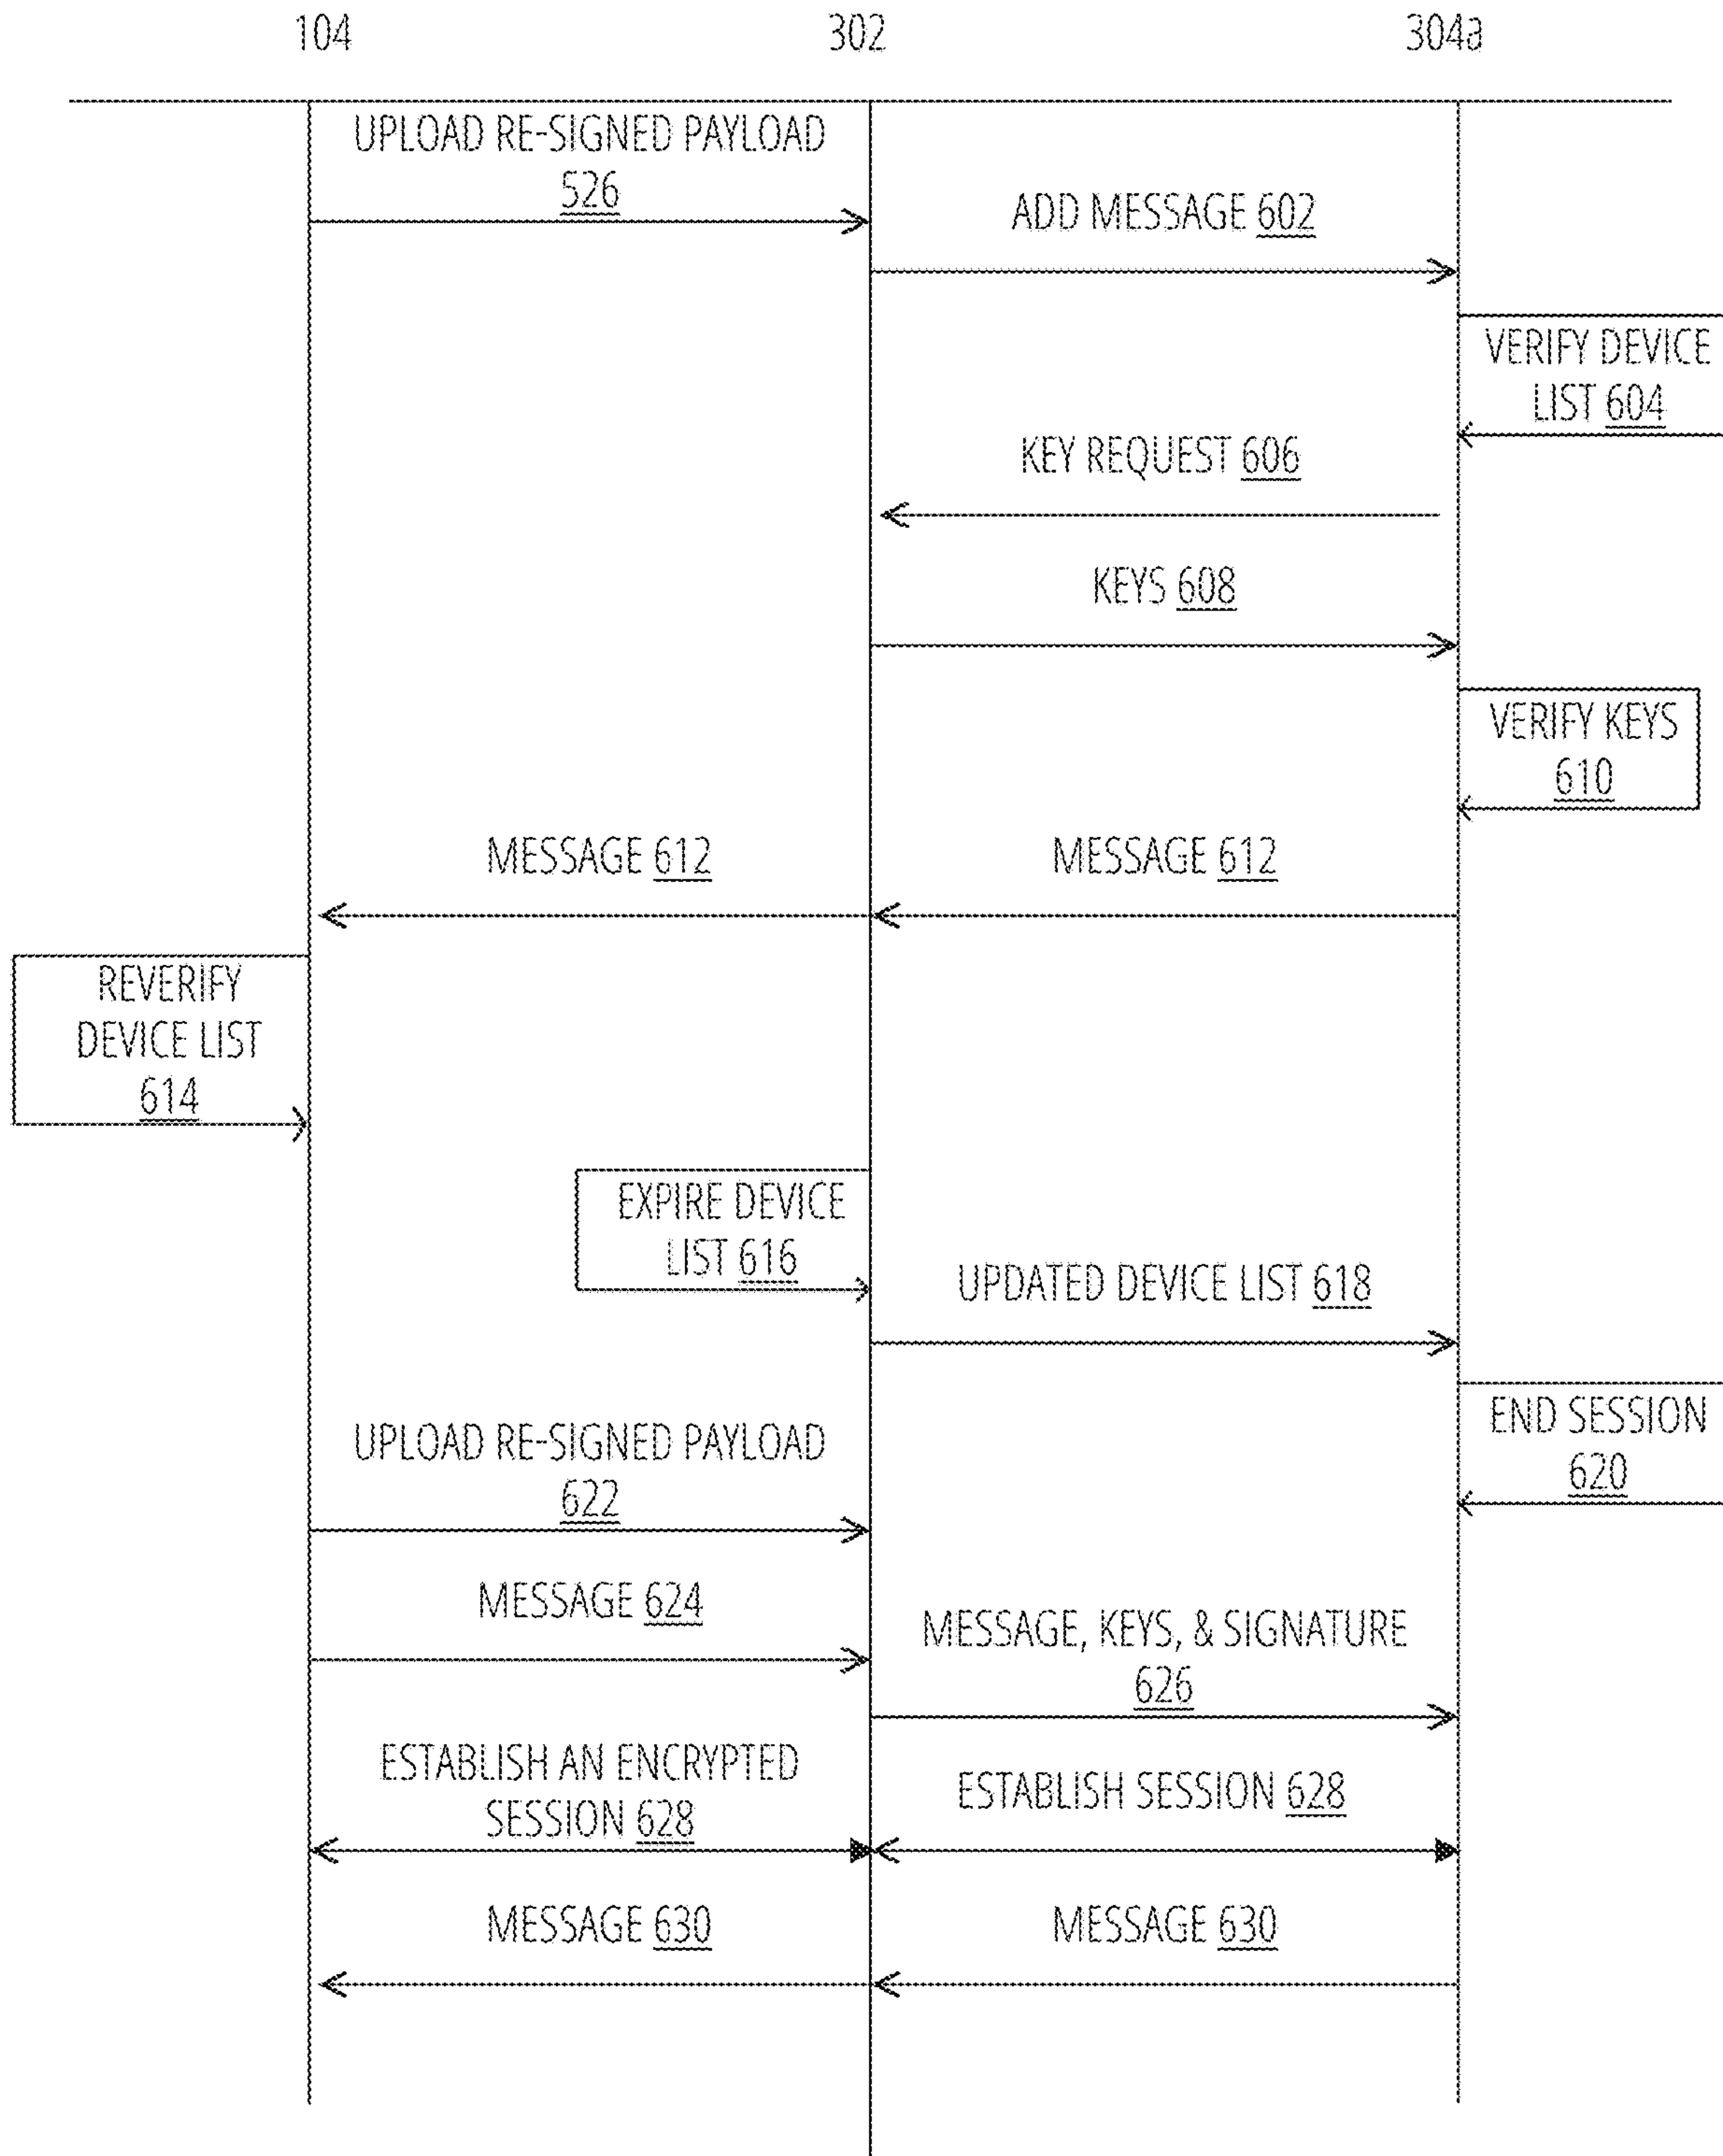 104
302
304a
UPLOAD RE-SIGNED PAYLOAD
526
ADD MESSAGE 602
VERIFY DEVICE
LIST 604
KEY REQUEST 606
KEYS 608
VERIFY KEYS
610
MESSAGE 612
MESSAGE 612
REVERIFY
DEVICE LIST
614
EXPIRE DEVICE
LIST 616
UPDATED DEVICE LIST 618
END SESSION
620
UPLOAD RE-SIGNED PAYLOAD
622
MESSAGE 624
MESSAGE, KEYS, & SIGNATURE
626
ESTABLISH AN ENCRYPTED
SESSION 628
ESTABLISH SESSION 628
MESSAGE 630
MESSAGE 630